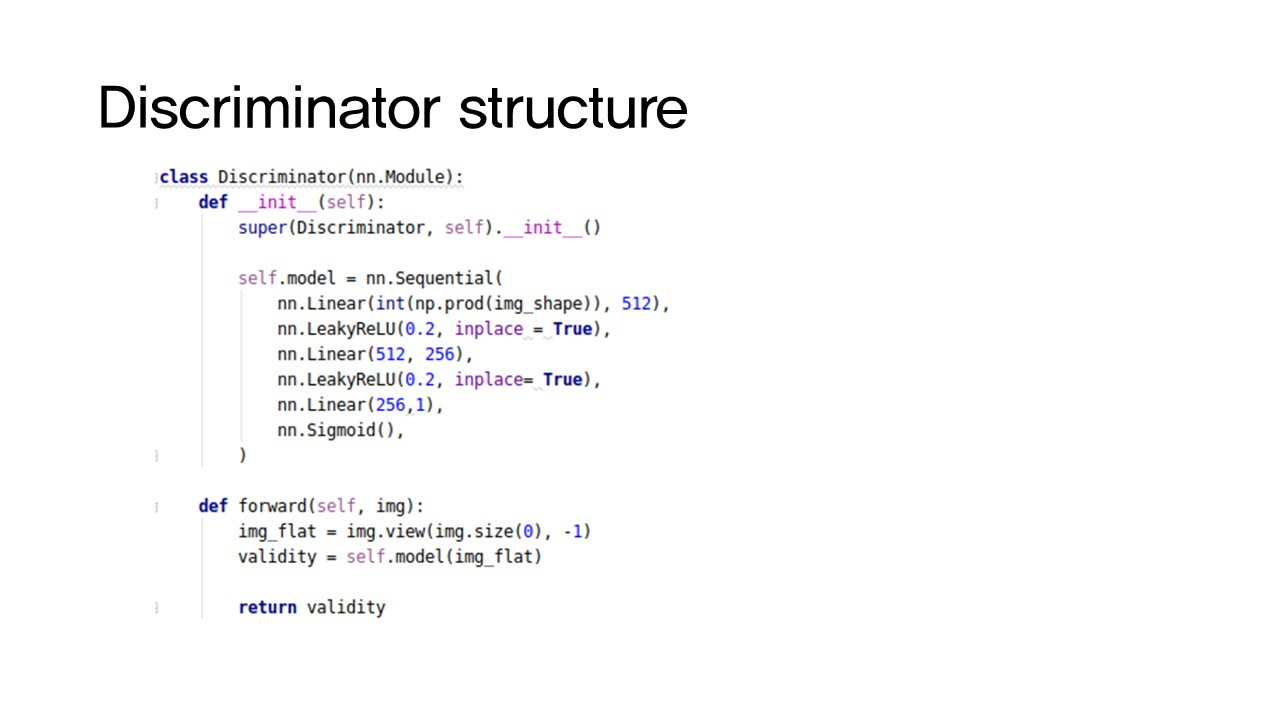 Discriminator structure
class Discriminator(nn.Module):
    def __init__(self):
        super(Discriminator, self).__init__()
        self.model = nn.Sequential(
            nn.Linear(int(np.prod(img_shape)), 512),
            nn.LeakyReLU(0.2, inplace = True),
            nn.Linear(512, 256),
            nn.LeakyReLU(0.2, inplace= True),
            nn.Linear(256,1),
            nn.Sigmoid(),
        )
    def forward(self, img):
        img_flat = img.view(img.size(0), -1)
        validity = self.model(img_flat)
        return validity